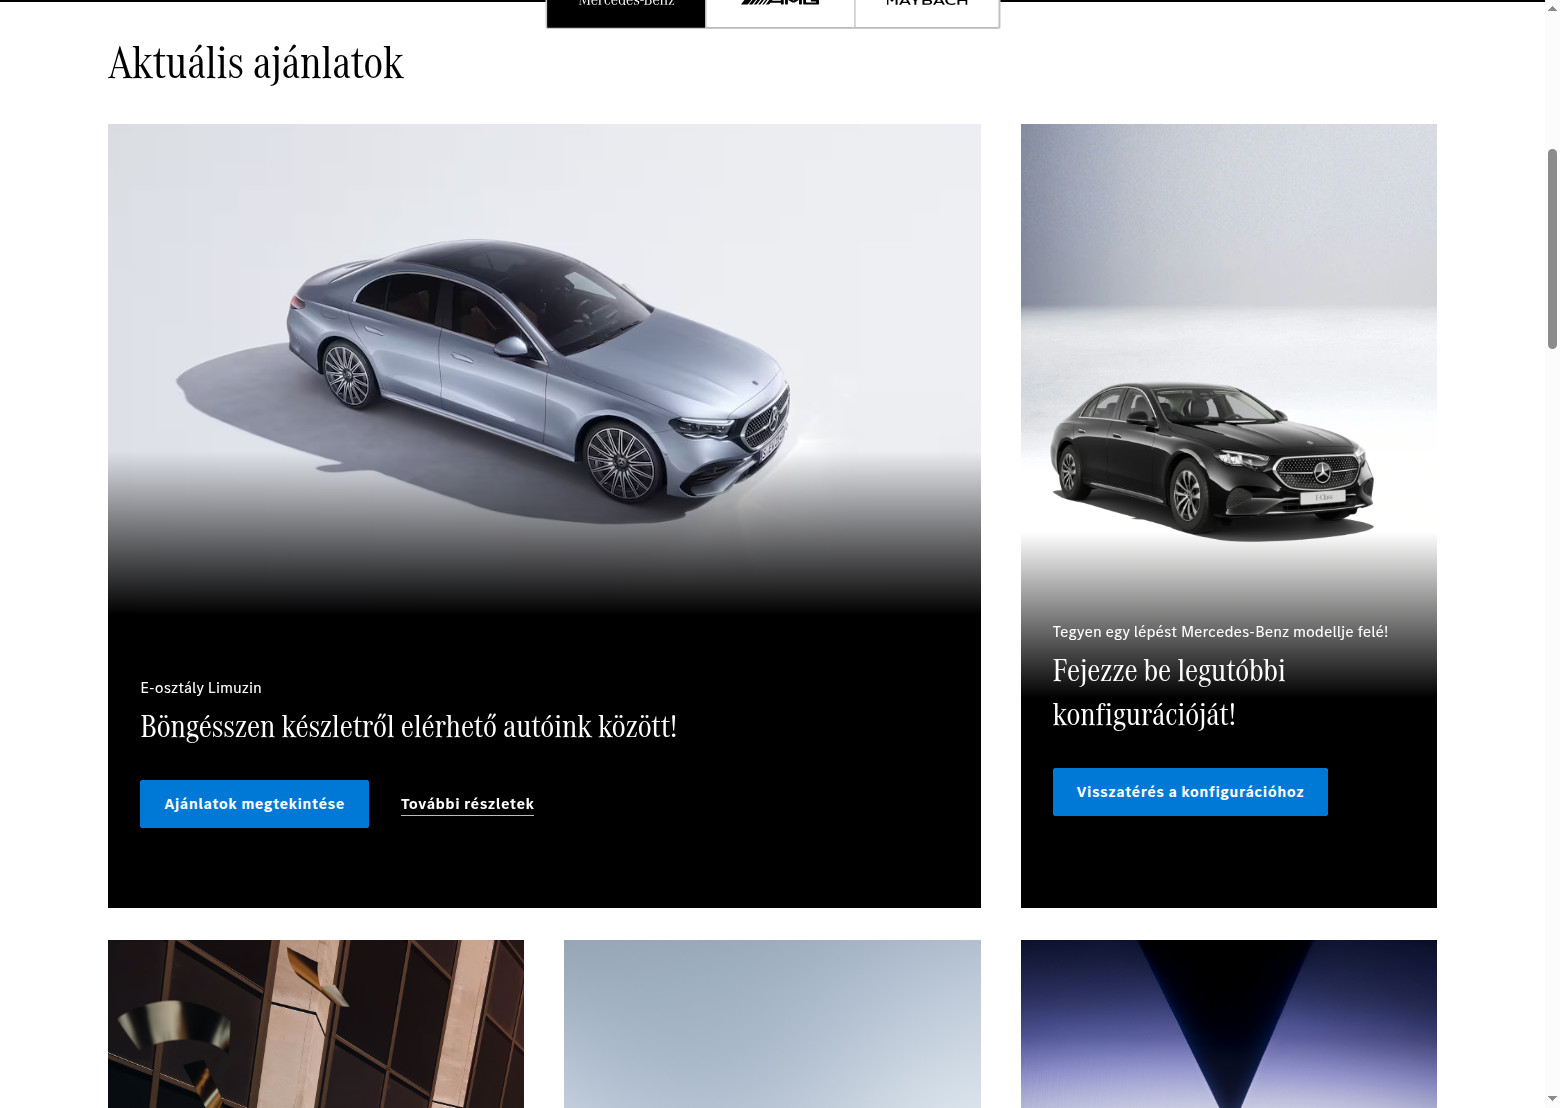 Mercedes-Benz
AMG
MAYBACH
Aktuális ajánlatok
E-osztály Limuzin
Böngésszen készletről elérhető autóink között!
Ajánlatok megtekintése
További részletek
E-Class
Tegyen egy lépést Mercedes-Benz modellje felé!
Fejezze be legutóbbi
konfigurációját!
Visszatérés a konfigurációhoz